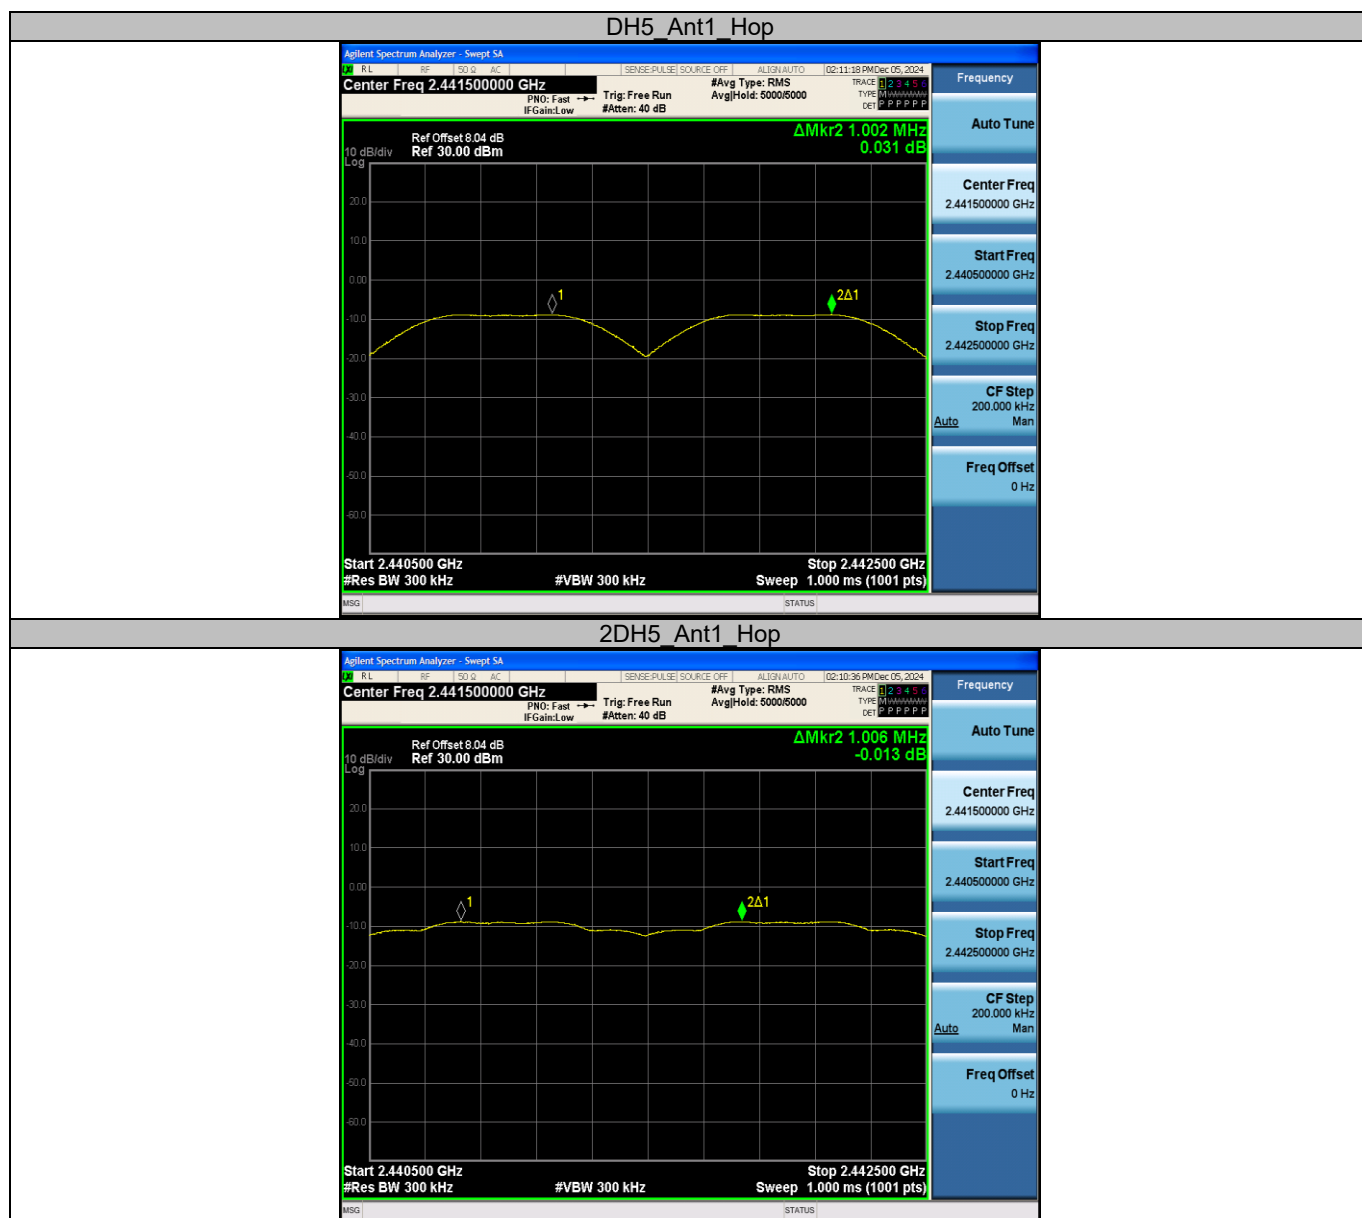 DH5_Ant1_Hop
Agilent Spectrum Analyzer - Swept SA
RL RF 50 Ω AC SENSE:PULSE SOURCE OFF ALIGN AUTO 02:11:18 PM Dec 05, 2024
Center Freq 2.441500000 GHz
PNO: Fast
IFGain:Low
Trig: Free Run
#Atten: 40 dB
#Avg Type: RMS
Avg|Hold: 5000/5000
TRACE 1 2 3 4 5 6
TYPE M W W W W W
DET P P P P P P
Frequency
Auto Tune
Center Freq
2.441500000 GHz
Start Freq
2.440500000 GHz
Stop Freq
2.442500000 GHz
CF Step
200.000 kHz
Auto Man
Freq Offset
0 Hz
ΔMkr2 1.002 MHz
0.031 dB
Ref Offset 8.04 dB
10 dB/div Ref 30.00 dBm
Log
20.0
10.0
0.00
-10.0
-20.0
-30.0
-40.0
-50.0
-60.0
1
2Δ1
Start 2.440500 GHz Stop 2.442500 GHz
#Res BW 300 kHz #VBW 300 kHz Sweep 1.000 ms (1001 pts)
MSG STATUS
2DH5_Ant1_Hop
Agilent Spectrum Analyzer - Swept SA
RL RF 50 Ω AC SENSE:PULSE SOURCE OFF ALIGN AUTO 02:10:36 PM Dec 05, 2024
Center Freq 2.441500000 GHz
PNO: Fast
IFGain:Low
Trig: Free Run
#Atten: 40 dB
#Avg Type: RMS
Avg|Hold: 5000/5000
TRACE 1 2 3 4 5 6
TYPE M W W W W W
DET P P P P P P
Frequency
Auto Tune
Center Freq
2.441500000 GHz
Start Freq
2.440500000 GHz
Stop Freq
2.442500000 GHz
CF Step
200.000 kHz
Auto Man
Freq Offset
0 Hz
ΔMkr2 1.006 MHz
-0.013 dB
Ref Offset 8.04 dB
10 dB/div Ref 30.00 dBm
Log
20.0
10.0
0.00
-10.0
-20.0
-30.0
-40.0
-50.0
-60.0
1
2Δ1
Start 2.440500 GHz Stop 2.442500 GHz
#Res BW 300 kHz #VBW 300 kHz Sweep 1.000 ms (1001 pts)
MSG STATUS